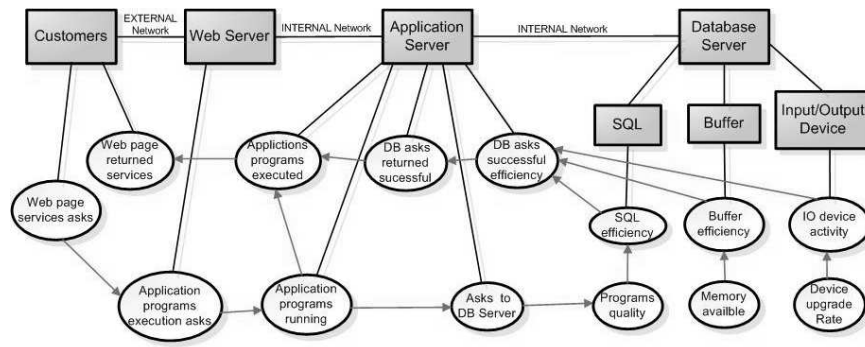 Customers
EXTERNAL
Network
Web Server
INTERNAL Network
Application
Server
INTERNAL Network
Database
Server
SQL
Buffer
Input/Output
Device
Web page
returned
services
Applictions
programs
executed
DB asks
returned
sucessful
DB asks
successful
efficiency
Web page
services asks
SQL
efficiency
Buffer
efficiency
IO device
activity
Application
programs
execution asks
Application
programs
running
Asks to
DB Server
Programs
quality
Memory
availble
Device
upgrade
Rate